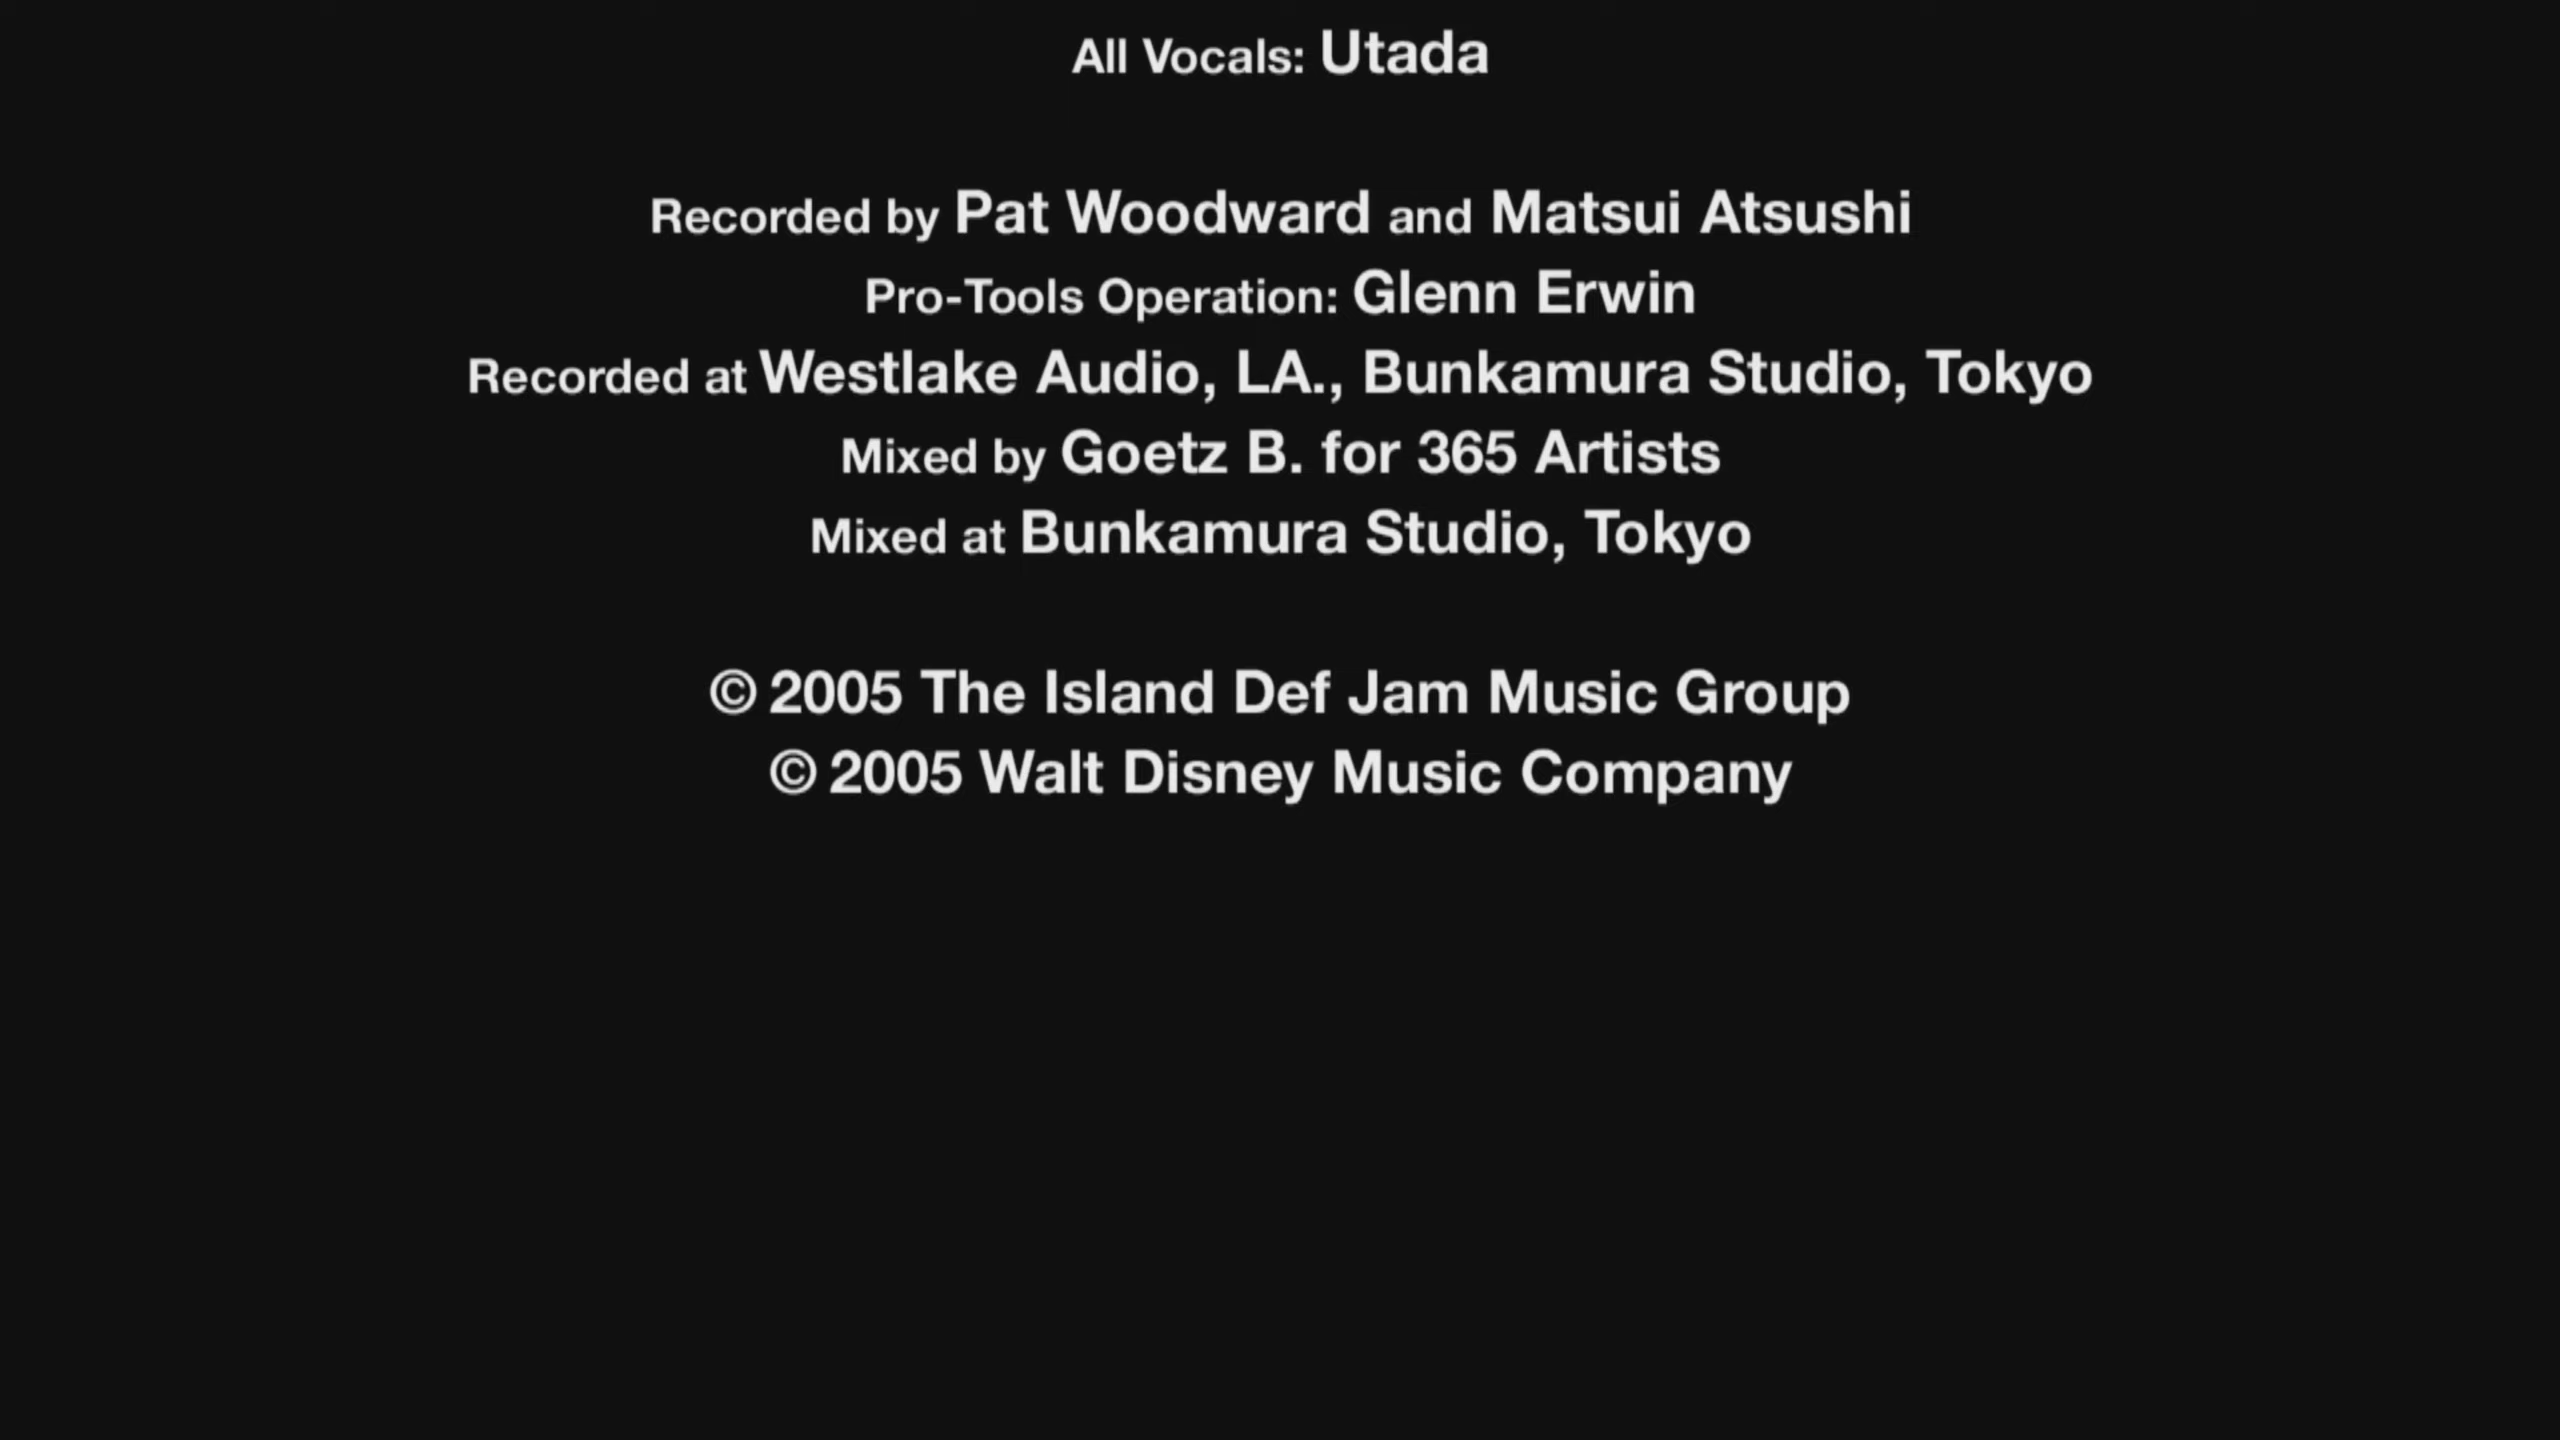 All Vocals: Utada
Recorded by Pat Woodward and Matsui Atsushi
Pro-Tools Operation: Glenn Erwin
Recorded at Westlake Audio, LA., Bunkamura Studio, Tokyo
Mixed by Goetz B. for 365 Artists
Mixed at Bunkamura Studio, Tokyo
© 2005 The Island Def Jam Music Group
© 2005 Walt Disney Music Company